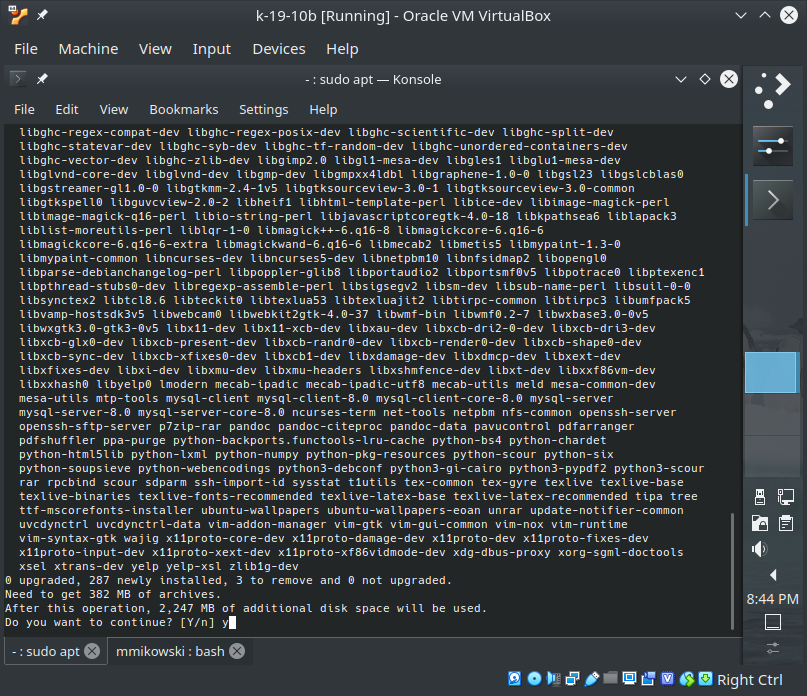 k-19-10b [Running] - Oracle VM VirtualBox
File Machine View Input Devices Help
- : sudo apt — Konsole
File Edit View Bookmarks Settings Help
libghc-regex-compat-dev libghc-regex-posix-dev libghc-scientific-dev libghc-split-dev
libghc-statevar-dev libghc-syb-dev libghc-tf-random-dev libghc-unordered-containers-dev
libghc-vector-dev libghc-zlib-dev libgimp2.0 libgl1-mesa-dev libgles1 libglu1-mesa-dev
libglvnd-core-dev libglvnd-dev libgmp-dev libgmpxx4ldbl libgraphene-1.0-0 libgsl23 libgslcblas0
libgstreamer-gl1.0-0 libgtkmm-2.4-1v5 libgtksourceview-3.0-1 libgtksourceview-3.0-common
libgtkspell0 libguvcview-2.0-2 libheif1 libhtml-template-perl libice-dev libimage-magick-perl
libimage-magick-q16-perl libio-string-perl libjavascriptcoregtk-4.0-18 libkpathsea6 liblapack3
liblist-moreutils-perl liblqr-1-0 libmagick++-6.q16-8 libmagickcore-6.q16-6
libmagickcore-6.q16-6-extra libmagickwand-6.q16-6 libmecab2 libmetis5 libmypaint-1.3-0
libmypaint-common libncurses-dev libncurses5-dev libnetpbm10 libnfsidmap2 libopengl0
libparse-debianchangelog-perl libpoppler-glib8 libportaudio2 libportsmf0v5 libpotrace0 libptexenc1
libpthread-stubs0-dev libregexp-assemble-perl libsigsegv2 libsm-dev libsub-name-perl libsuil-0-0
libsynctex2 libtcl8.6 libteckit0 libtexlua53 libtexluajit2 libtirpc-common libtirpc3 libumfpack5
libvamp-hostsdk3v5 libwebcam0 libwebkit2gtk-4.0-37 libwmf-bin libwmf0.2-7 libwxbase3.0-0v5
libwxgtk3.0-gtk3-0v5 libx11-dev libx11-xcb-dev libxau-dev libxcb-dri2-0-dev libxcb-dri3-dev
libxcb-glx0-dev libxcb-present-dev libxcb-randr0-dev libxcb-render0-dev libxcb-shape0-dev
libxcb-sync-dev libxcb-xfixes0-dev libxcb1-dev libxdamage-dev libxdmcp-dev libxext-dev
libxfixes-dev libxi-dev libxmu-dev libxmu-headers libxshmfence-dev libxt-dev libxxf86vm-dev
libxxhash0 libyelp0 lmodern mecab-ipadic mecab-ipadic-utf8 mecab-utils meld mesa-common-dev
mesa-utils mtp-tools mysql-client mysql-client-8.0 mysql-client-core-8.0 mysql-server
mysql-server-8.0 mysql-server-core-8.0 ncurses-term net-tools netpbm nfs-common openssh-server
openssh-sftp-server p7zip-rar pandoc pandoc-citeproc pandoc-data pavucontrol pdfarranger
pdfshuffler ppa-purge python-backports.functools-lru-cache python-bs4 python-chardet
python-html5lib python-lxml python-numpy python-pkg-resources python-scour python-six
python-soupsieve python-webencodings python3-debconf python3-gi-cairo python3-pypdf2 python3-scour
rar rpcbind scour sdparm ssh-import-id sysstat t1utils tex-common tex-gyre texlive texlive-base
texlive-binaries texlive-fonts-recommended texlive-latex-base texlive-latex-recommended tipa tree
ttf-mscorefonts-installer ubuntu-wallpapers ubuntu-wallpapers-eoan unrar update-notifier-common
uvcdynctrl uvcdynctrl-data vim-addon-manager vim-gtk vim-gui-common vim-nox vim-runtime
vim-syntax-gtk wajig x11proto-core-dev x11proto-damage-dev x11proto-dev x11proto-fixes-dev
x11proto-input-dev x11proto-xext-dev x11proto-xf86vidmode-dev xdg-dbus-proxy xorg-sgml-doctools
xsel xtrans-dev yelp yelp-xsl zlib1g-dev
0 upgraded, 287 newly installed, 3 to remove and 0 not upgraded.
Need to get 382 MB of archives.
After this operation, 2,247 MB of additional disk space will be used.
Do you want to continue? [Y/n] y
8:44 PM
- : sudo apt
mmikowski : bash
Right Ctrl